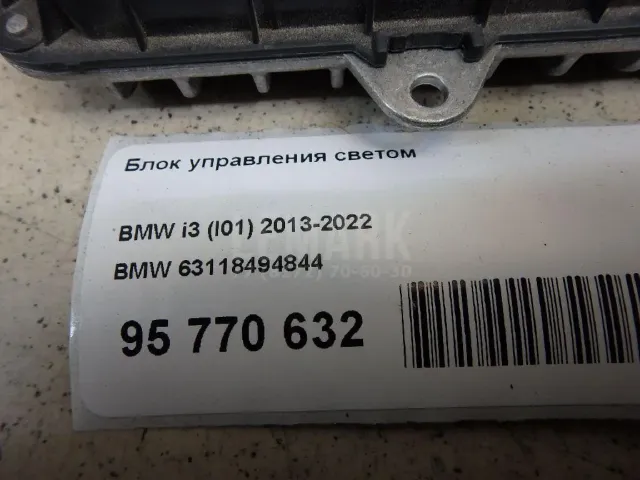 Блок управления светом
BMW i3 (I01) 2013-2022
BMW 63118494844
95 770 632